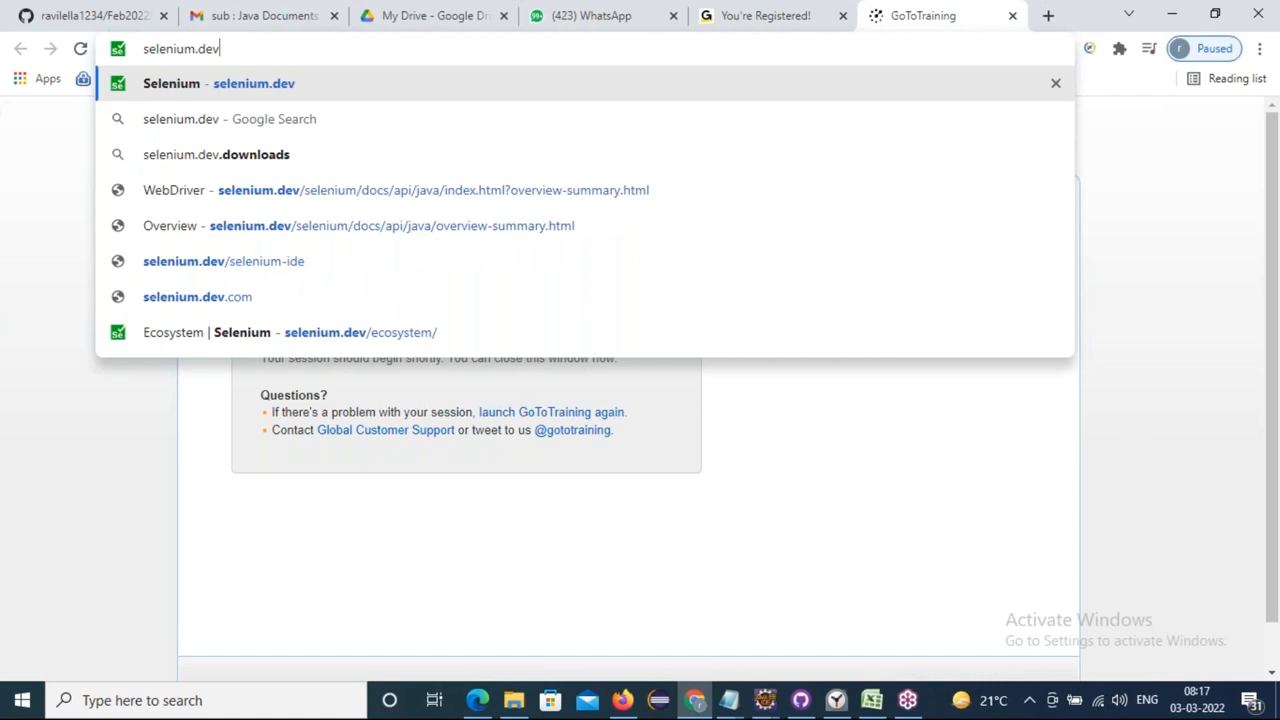 ravilella1234/Feb2022
sub : Java Documents
My Drive - Google Dri
99+
(423) WhatsApp
G
You're Registered!
GoToTraining
selenium.dev
r
Paused
Apps
Reading list
Selenium - selenium.dev
selenium.dev - Google Search
selenium.dev.downloads
WebDriver - selenium.dev/selenium/docs/api/java/index.html?overview-summary.html
Overview - selenium.dev/selenium/docs/api/java/overview-summary.html
selenium.dev/selenium-ide
selenium.dev.com
Ecosystem | Selenium - selenium.dev/ecosystem/
Your session should begin shortly. You can close this window now.
Questions?
If there's a problem with your session, launch GoToTraining again.
Contact Global Customer Support or tweet to us @gototraining.
Activate Windows
Go to Settings to activate Windows.
Type here to search
21°C
ENG
08:17
03-03-2022
31